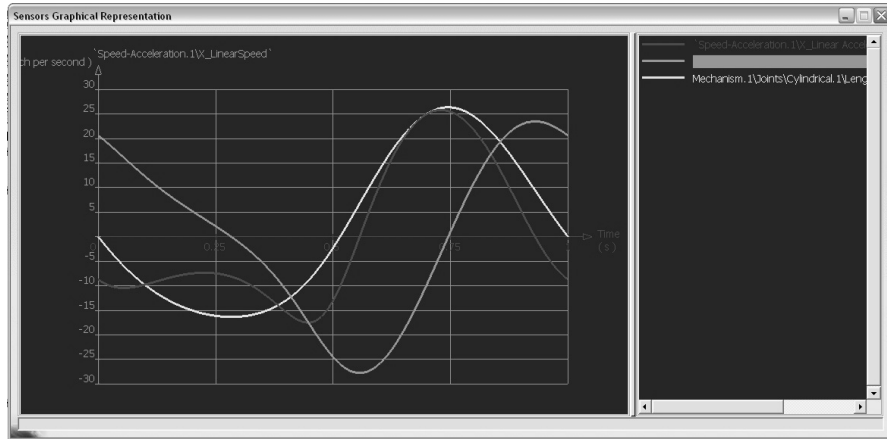 Sensors Graphical Representation
`Speed-Acceleration.1\X_LinearSpeed`
ch per second )
30
25
20
15
10
5
0
-5
-10
-15
-20
-25
-30
0.25
0.5
0.75
Time
( s )
`Speed-Acceleration.1\X_Linear Accel
Mechanism.1\Joints\Cylindrical.1\Leng